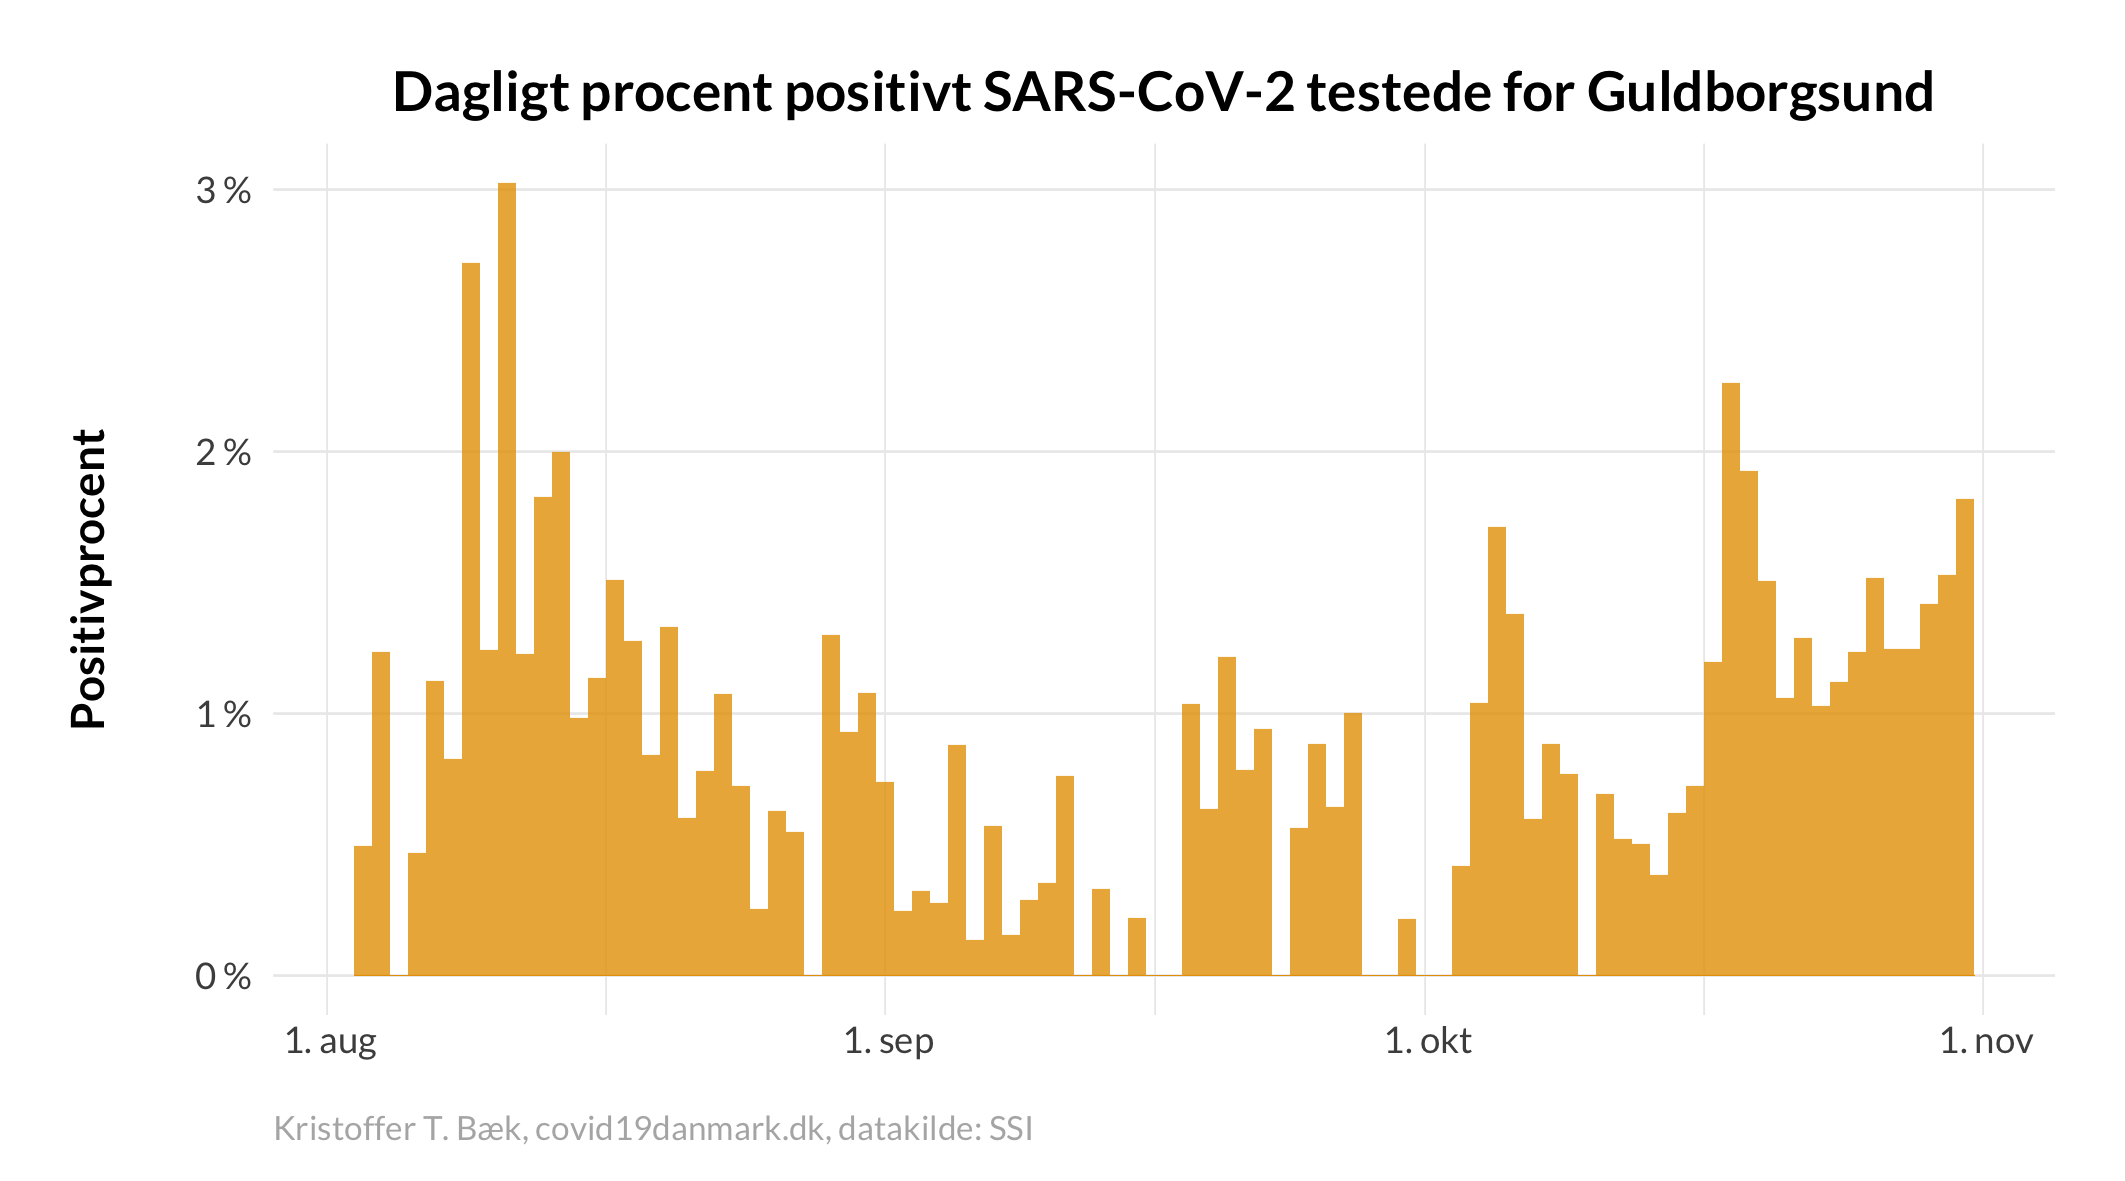 Dagligt procent positivt SARS-CoV-2 testede for Guldborgsund
Positivprocent
3 %
2 %
1 %
0 %
1. aug
1. sep
1. okt
1. nov
Kristoffer T. Bæk, covid19danmark.dk, datakilde: SSI